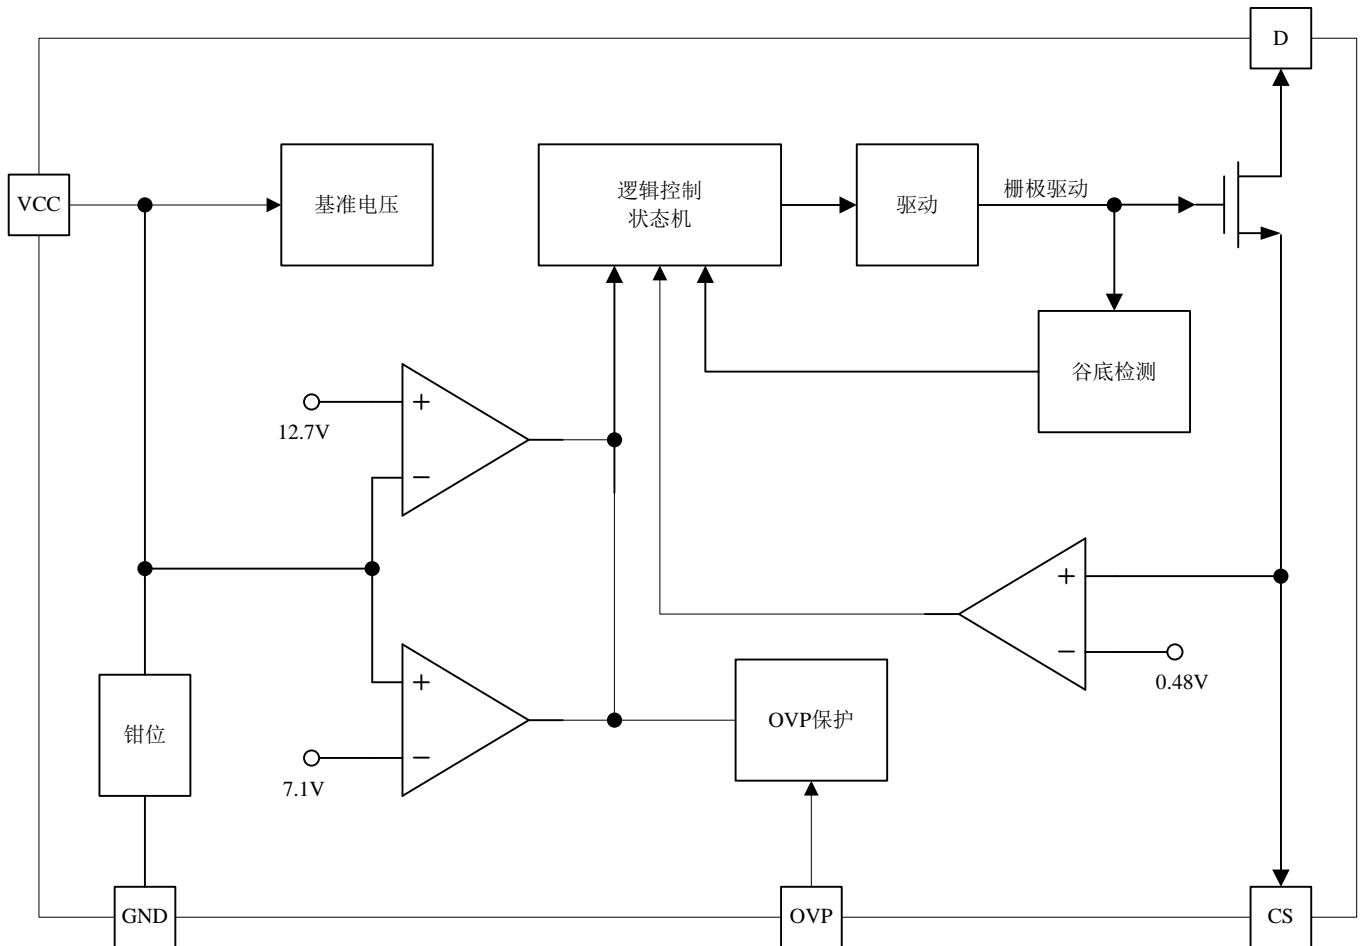 D
VCC
基准电压
逻辑控制
状态机
驱动
栅极驱动
谷底检测
+
12.7V
−
+
−
0.48V
钳位
+
−
7.1V
OVP保护
GND
OVP
CS